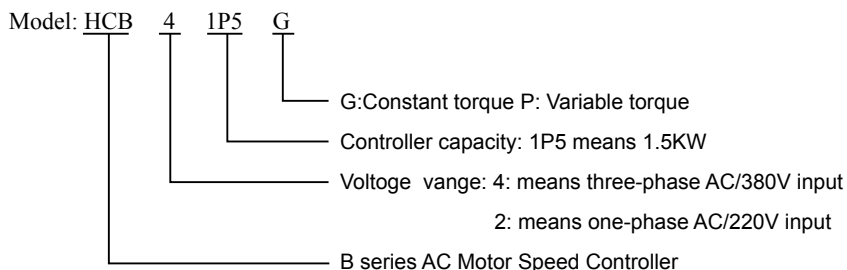 Model: HCB 4 1P5 G
G:Constant torque P: Variable torque
Controller capacity: 1P5 means 1.5KW
Voltoge vange: 4: means three-phase AC/380V input
2: means one-phase AC/220V input
B series AC Motor Speed Controller